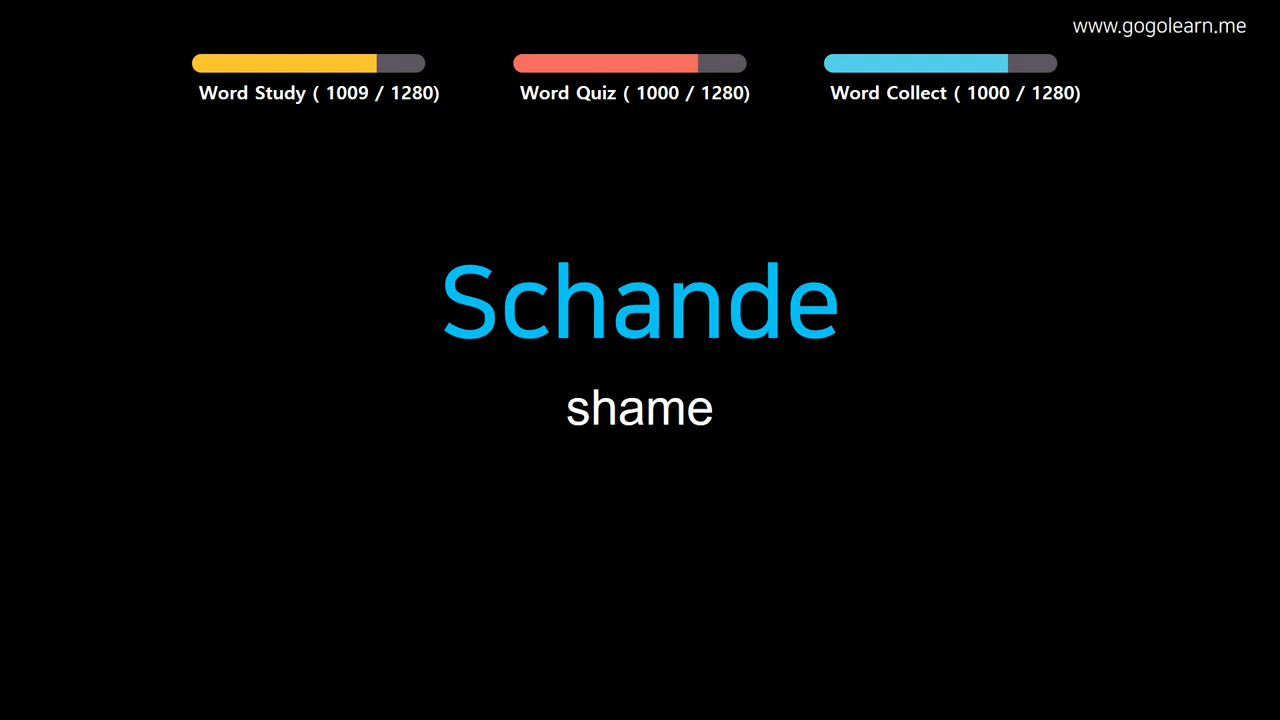 www.gogolearn.me
Word Study ( 1009 / 1280)
Word Quiz ( 1000 / 1280)
Word Collect ( 1000 / 1280)
Schande
shame